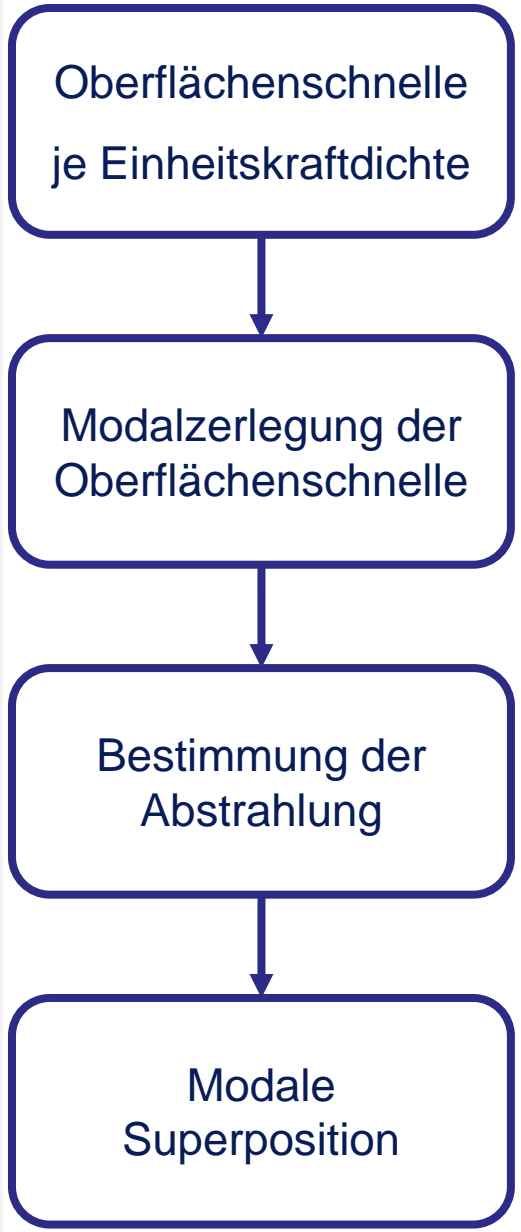 Oberflächenschnelle
je Einheitskraftdichte
Modalzerlegung der
Oberflächenschnelle
Bestimmung der
Abstrahlung
Modale
Superposition